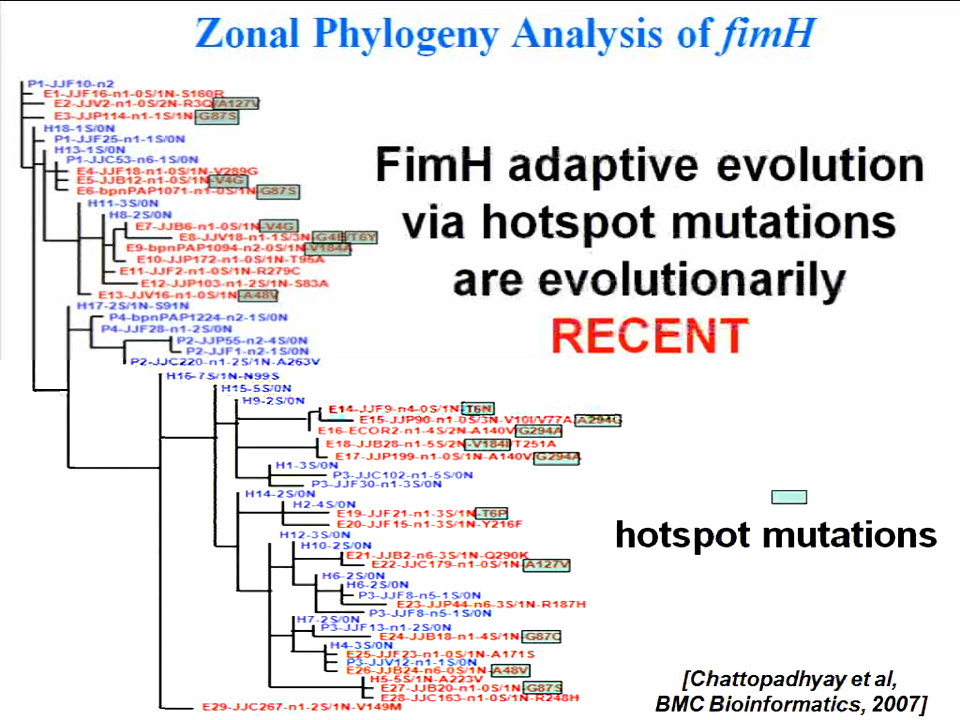 Zonal Phylogeny Analysis of fimH
P1-JJF10-n2
E1-JJF16-n1-0S/1N-S160R
E2-JJV2-n1-0S/2N-R3Q/A127V
E3-JJP114-n1-1S/1N-G87S
H18-1S/0N
P1-JJF25-n1-1S/0N
H13-1S/0N
P1-JJC53-n6-1S/0N
E4-JJF18-n1-0S/1N-V289G
E5-JJB12-n1-0S/1N-V4G
E6-bpnPAP1071-n1-0S/1N-G87S
H11-3S/0N
H8-2S/0N
E7-JJB6-n1-0S/1N-V4G
E8-JJV18-n1-1S/3N-G4E/T6Y
E9-bpnPAP1094-n2-0S/1N-V184A
E10-JJP172-n1-0S/1N-T95A
E11-JJF2-n1-0S/1N-R279C
E12-JJP103-n1-2S/1N-S83A
E13-JJV16-n1-0S/1N-A48V
H17-2S/1N-S91N
P4-bpnPAP1224-n2-1S/0N
P4-JJF28-n1-2S/0N
P2-JJP55-n2-4S/0N
P2-JJF1-n2-1S/0N
P2-JJC220-n1-2S/1N-A263V
H16-7S/1N-N99S
H15-5S/0N
H9-2S/0N
E14-JJF9-n4-0S/1N-T6N
E15-JJP90-n1-0S/3N-V10I/V77A/A294G
E16-ECOR2-n1-4S/2N-A140V/G294A
E18-JJB28-n1-5S/2N-V184I/T251A
E17-JJP199-n1-0S/1N-A140V/G294A
H1-3S/0N
P3-JJC102-n1-5S/0N
P3-JJF30-n1-3S/0N
H14-2S/0N
H2-4S/0N
E19-JJF21-n1-3S/1N-T6P
E20-JJF15-n1-3S/1N-Y216F
H12-3S/0N
H10-2S/0N
E21-JJB2-n6-3S/1N-Q290K
E22-JJC179-n1-0S/1N-A127V
H6-2S/0N
H6-2S/0N
P3-JJF8-n5-1S/0N
E23-JJP44-n6-3S/1N-R187H
P3-JJF8-n5-1S/0N
H7-2S/0N
P3-JJF13-n1-2S/0N
E24-JJB18-n1-4S/1N-G87C
H4-3S/0N
E25-JJF23-n1-0S/1N-A171S
P3-JJV12-n1-1S/0N
E26-JJB24-n6-0S/1N-A48V
H5-5S/1N-A223V
E27-JJB20-n1-0S/1N-G87S
E28-JJC163-n1-0S/1N-R248H
E29-JJC267-n1-2S/1N-V149M
FimH adaptive evolution
via hotspot mutations
are evolutionarily
RECENT
hotspot mutations
[Chattopadhyay et al,
BMC Bioinformatics, 2007]